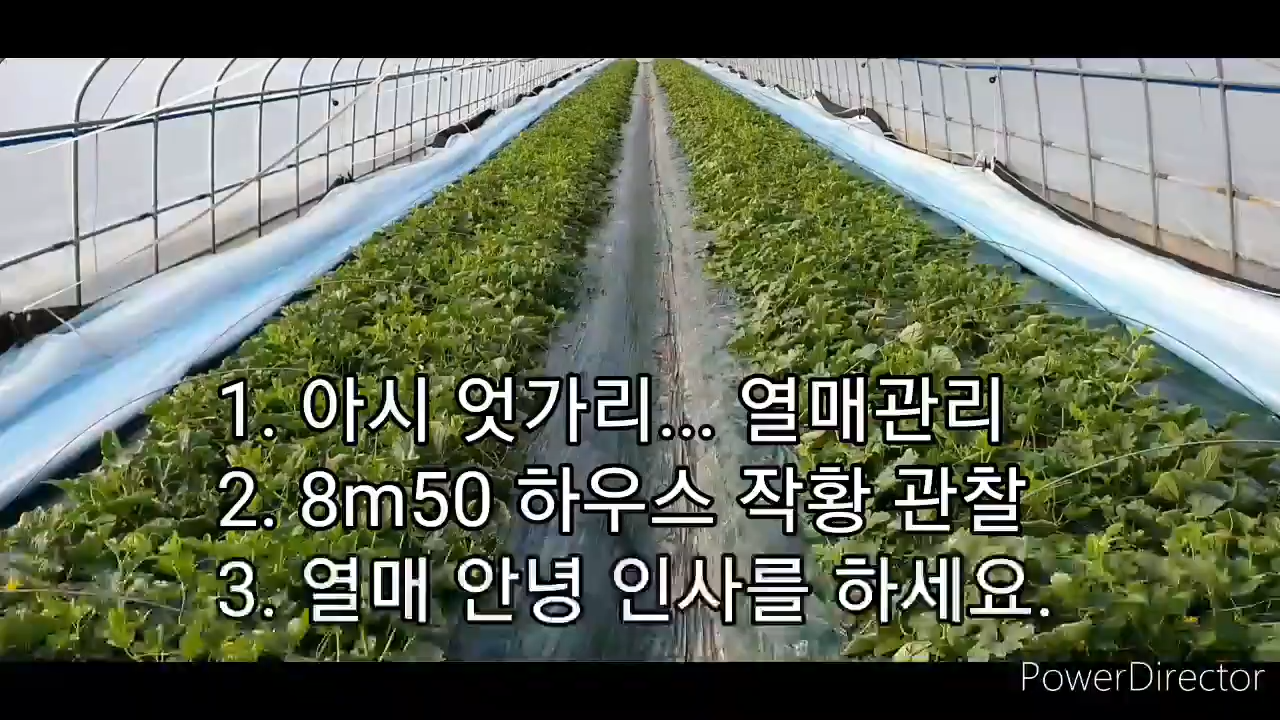 1. 아시 엇가리... 열매관리
2. 8m50 하우스 작황 관찰
3. 열매 안녕 인사를 하세요.
PowerDirector